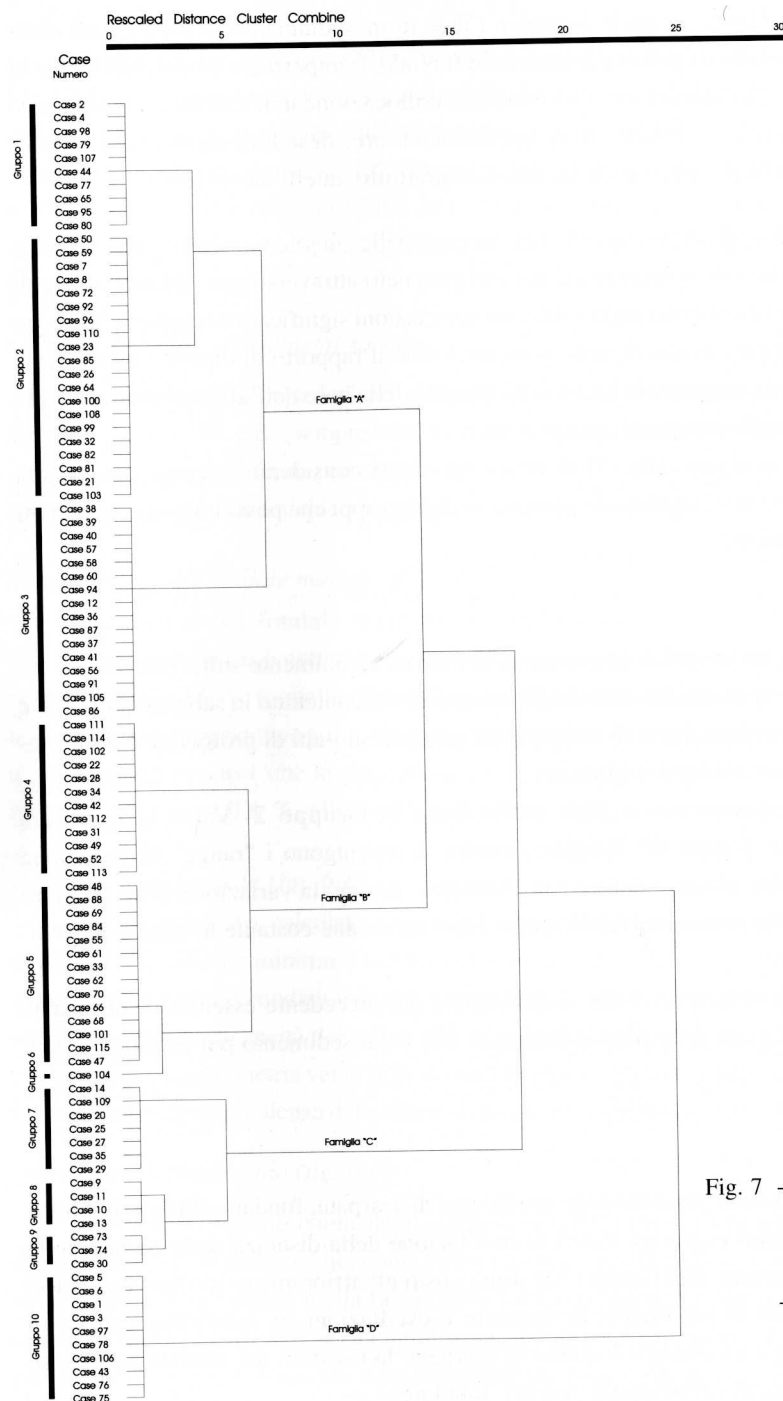 Rescaled Distance Cluster Combine
0 5 10 15 20 25 30
Case
Numero
Gruppo 1
Case 2
Case 4
Case 98
Case 79
Case 107
Case 44
Case 77
Case 65
Case 95
Case 80
Gruppo 2
Case 50
Case 59
Case 7
Case 8
Case 72
Case 92
Case 96
Case 110
Case 23
Case 85
Case 26
Case 64
Case 100
Case 108
Case 99
Case 32
Case 82
Case 81
Case 21
Case 103
Famiglia "A"
Gruppo 3
Case 38
Case 39
Case 40
Case 57
Case 58
Case 60
Case 94
Case 12
Case 36
Case 87
Case 37
Case 41
Case 56
Case 91
Case 105
Case 86
Gruppo 4
Case 111
Case 114
Case 102
Case 22
Case 28
Case 34
Case 42
Case 112
Case 31
Case 49
Case 52
Case 113
Famiglia "B"
Gruppo 5
Case 48
Case 88
Case 69
Case 84
Case 55
Case 61
Case 33
Case 62
Case 70
Case 66
Case 68
Case 101
Case 115
Case 47
Gruppo 6
Case 104
Gruppo 7
Case 14
Case 109
Case 20
Case 25
Case 27
Case 35
Case 29
Famiglia "C"
Gruppo 8
Case 9
Case 11
Case 10
Case 13
Gruppo 9
Case 73
Case 74
Case 30
Gruppo 10
Case 5
Case 6
Case 1
Case 3
Case 97
Case 78
Case 106
Case 43
Case 76
Case 75
Famiglia "D"
Fig. 7